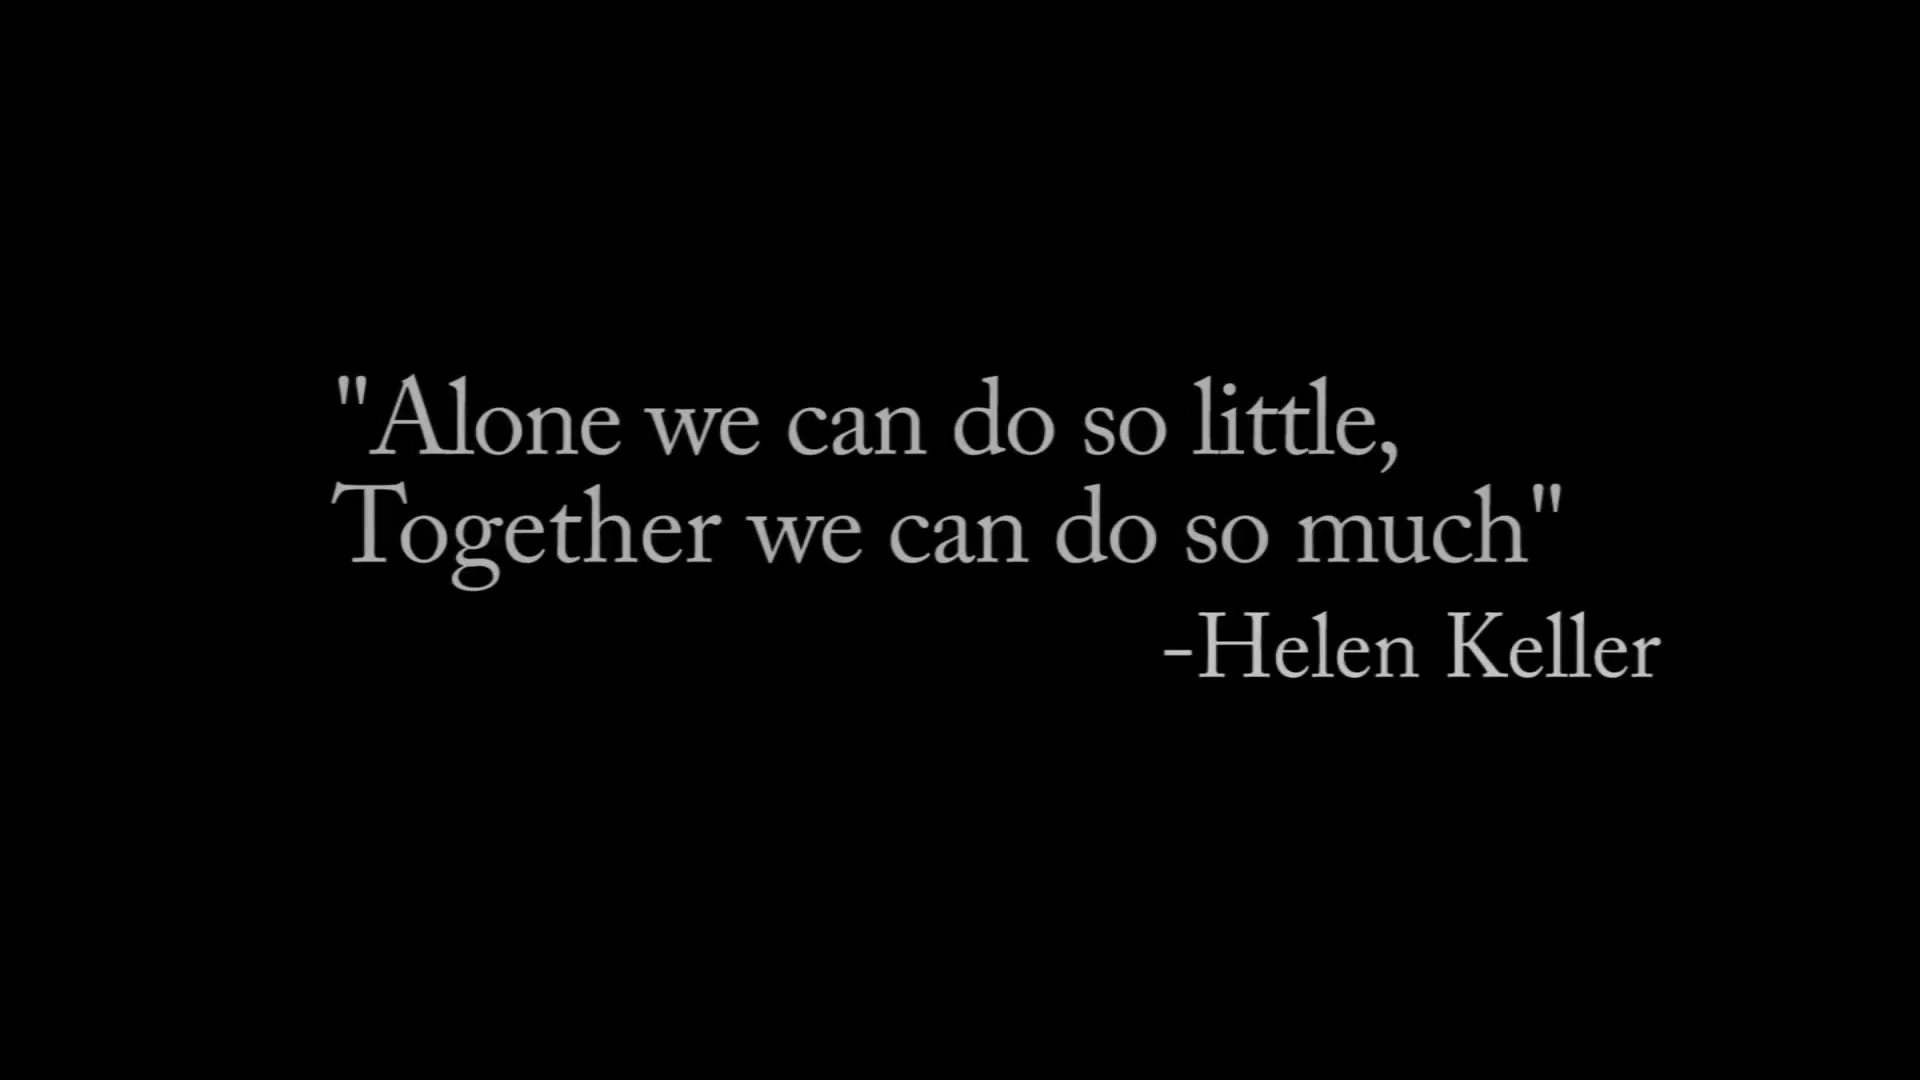 "Alone we can do so little,
Together we can do so much"
-Helen Keller